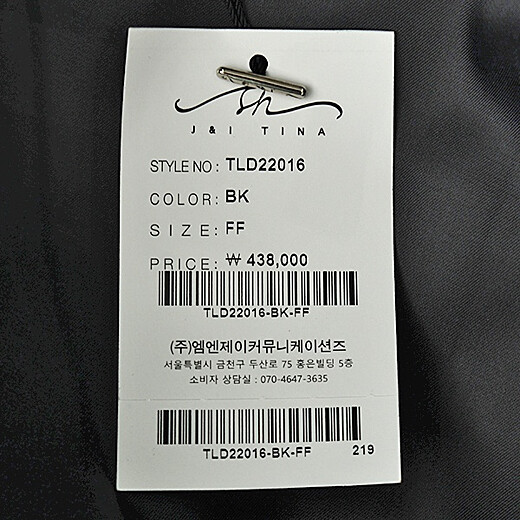 J&I TINA
STYLE NO: TLD22016
COLOR: BK
SIZE: FF
PRICE: ₩ 438,000
TLD22016-BK-FF
(주)엠엔제이커뮤니케이션즈
서울특별시 금천구 두산로 75 홍은빌딩 5층
소비자 상담실 : 070-4647-3635
TLD22016-BK-FF 219